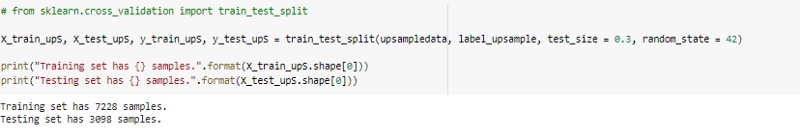 # from sklearn.cross_validation import train_test_split
X_train_upS, X_test_upS, y_train_upS, y_test_upS = train_test_split(upsampledata, label_upsample, test_size = 0.3, random_state = 42)
print("Training set has {} samples.".format(X_train_upS.shape[0]))
print("Testing set has {} samples.".format(X_test_upS.shape[0]))
Training set has 7228 samples.
Testing set has 3098 samples.